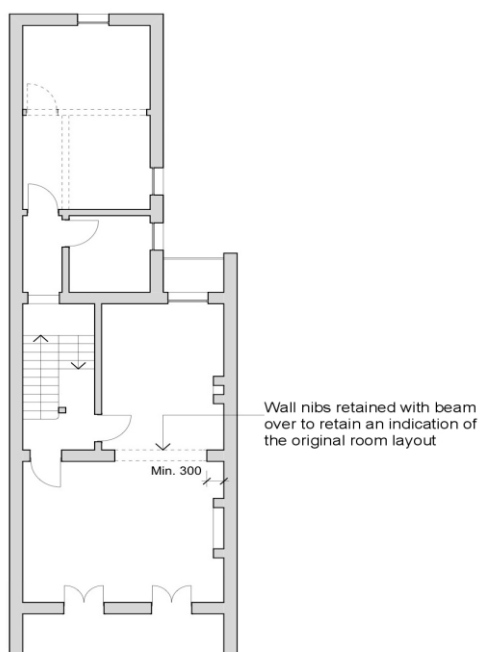 Wall nibs retained with beam
over to retain an indication of
the original room layout
Min. 300